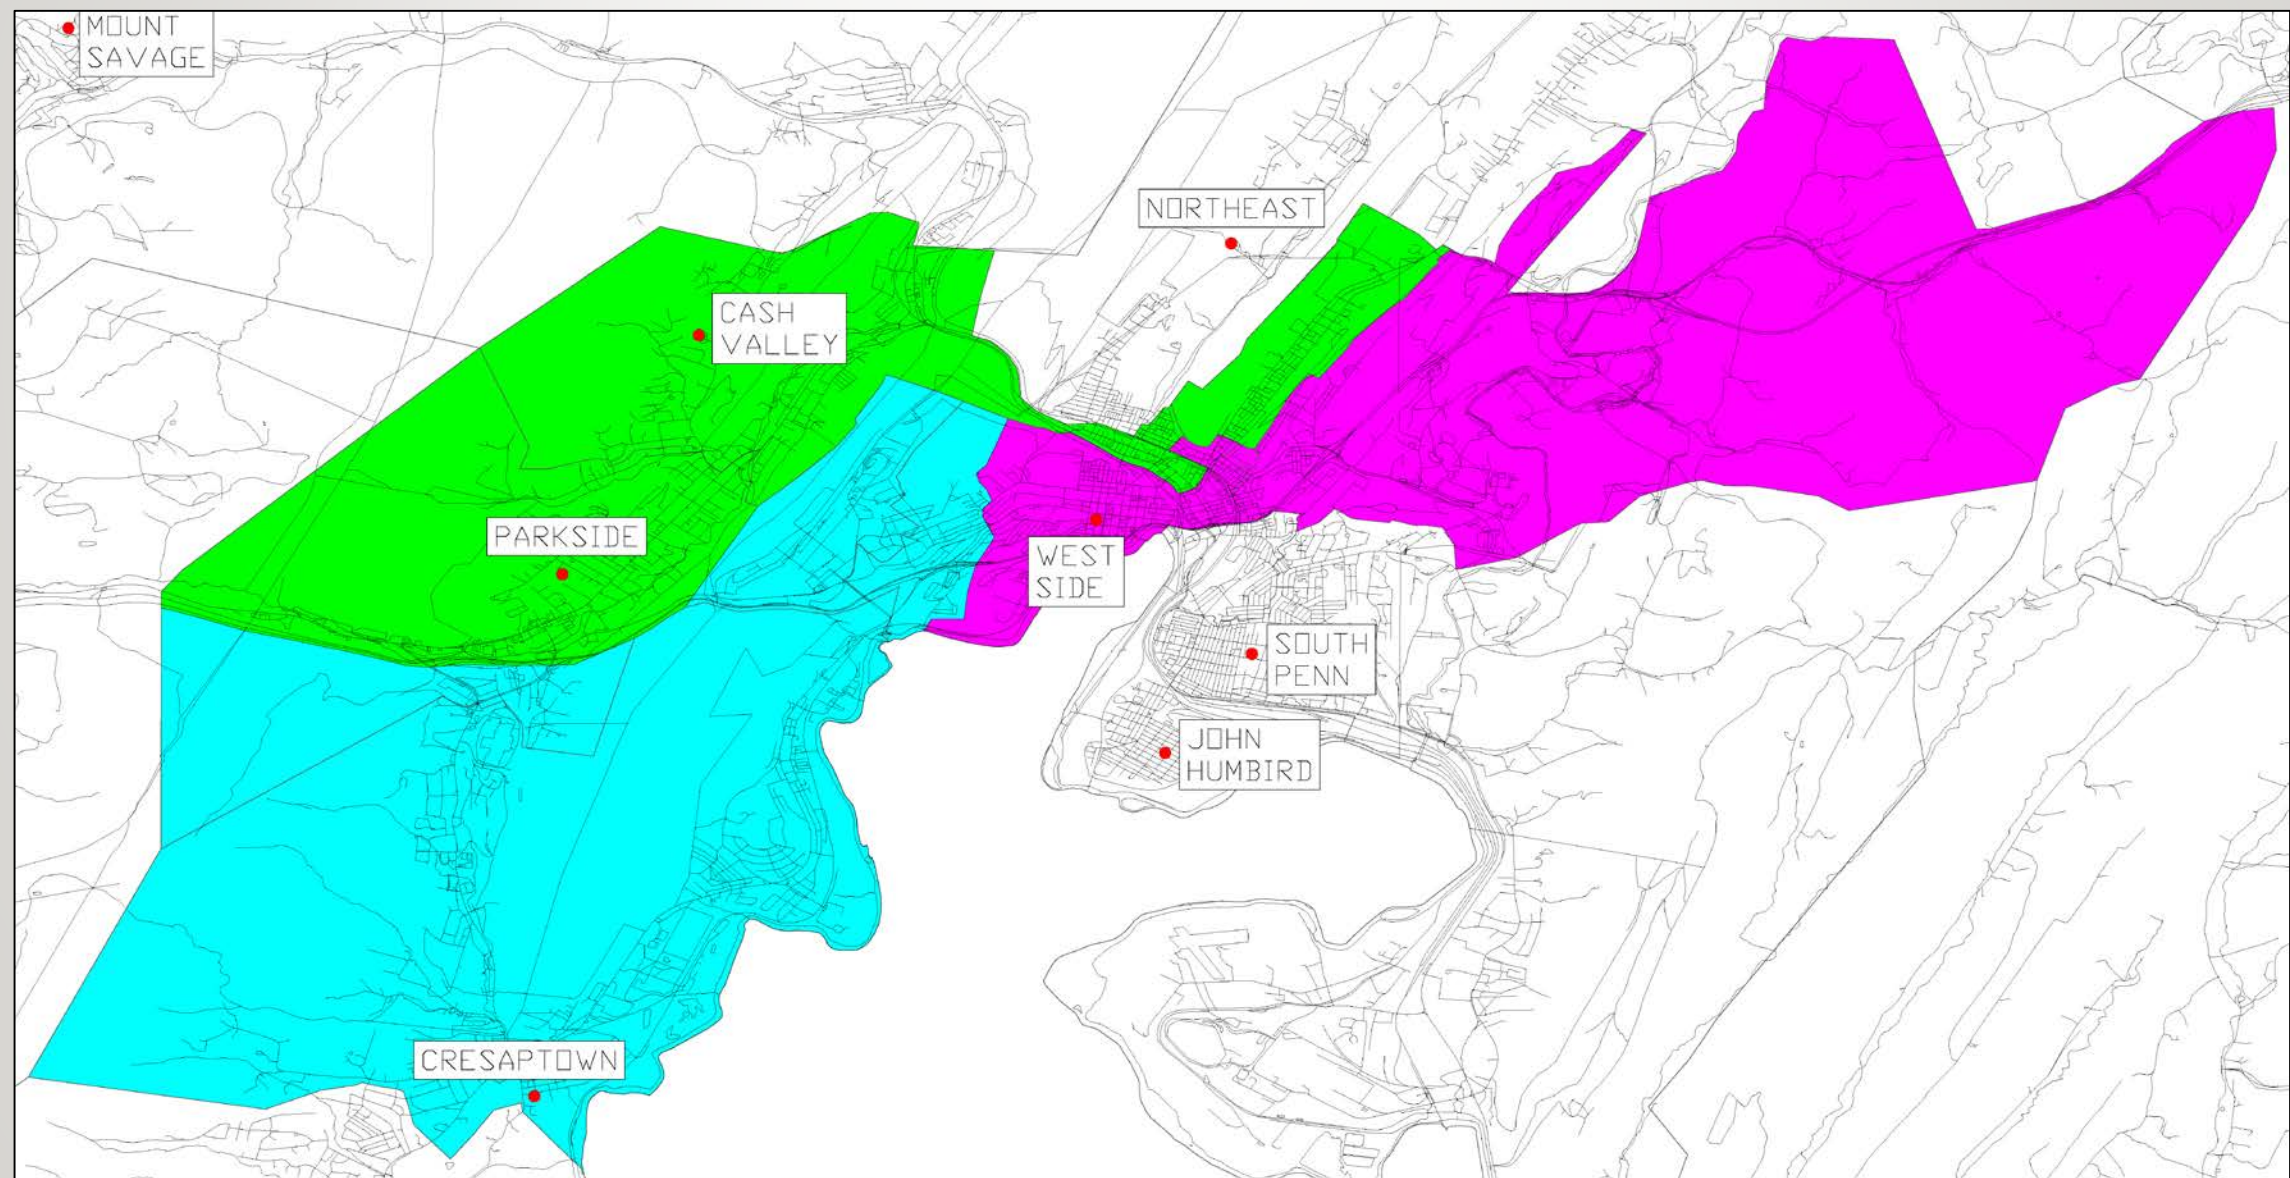 MOUNT
SAVAGE
NORTHEAST
CASH
VALLEY
PARKSIDE
WEST
SIDE
SOUTH
PENN
JOHN
HUMBIRD
CRESAPTOWN